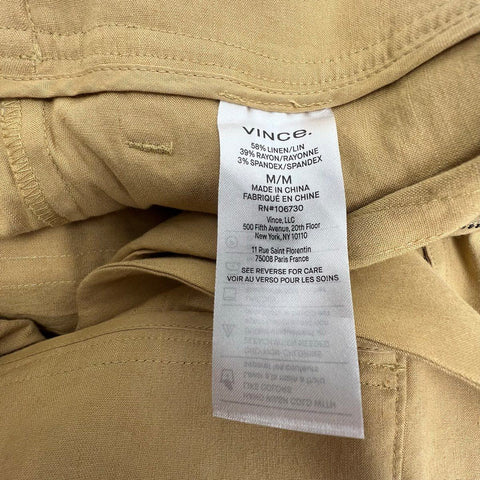 VINCE.
58% LINEN/LIN
39% RAYON/RAYONNE
3% SPANDEX/SPANDEX
M/M
MADE IN CHINA
FABRIQUÉ EN CHINE
RN#106730
Vince, LLC
500 Fifth Avenue, 20th Floor
New York, NY 10110
11 Rue Saint Florentin
75008 Paris France
SEE REVERSE FOR CARE
VOIR AU VERSO POUR LES SOINS